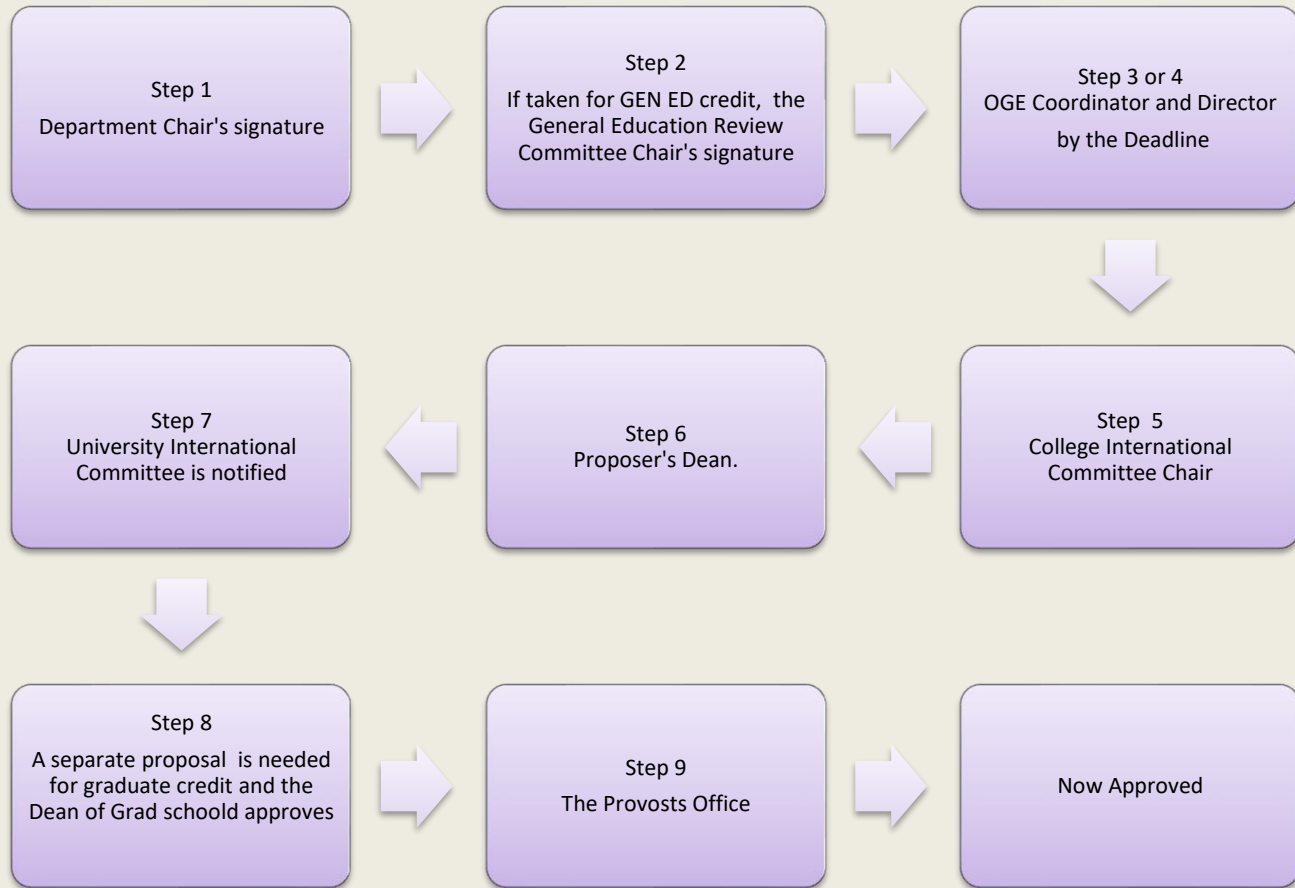 Step 1
Department Chair's signature
Step 2
If taken for GEN ED credit, the
General Education Review
Committee Chair's signature
Step 3 or 4
OGE Coordinator and Director
by the Deadline
Step 5
College International
Committee Chair
Step 6
Proposer's Dean.
Step 7
University International
Committee is notified
Step 8
A separate proposal is needed
for graduate credit and the
Dean of Grad schoold approves
Step 9
The Provosts Office
Now Approved